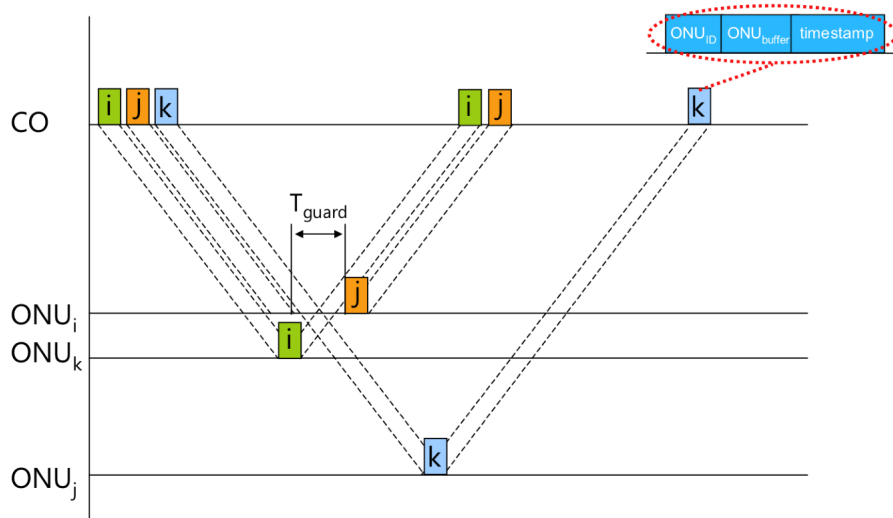 ONU_ID ONU_buffer timestamp
i j k i j k
CO
T_guard
j
ONU_i
i
ONU_k
k
ONU_j